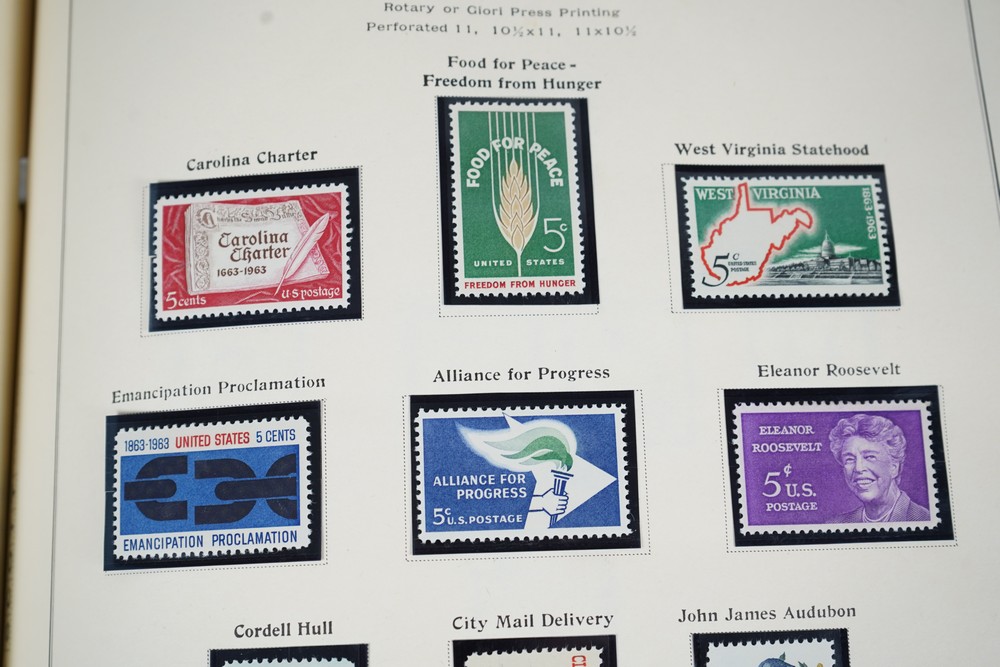 Rotary or Giori Press Printing
Perforated 11, 10½x11, 11x10½
Food for Peace -
Freedom from Hunger
Carolina Charter
West Virginia Statehood
Carolina
Charter
1663-1963
5 cents
U·S·postage
FOOD FOR PEACE
5c
UNITED STATES
FREEDOM FROM HUNGER
WEST VIRGINIA
1863-1963
5c
UNITED STATES
POSTAGE
Emancipation Proclamation
Alliance for Progress
Eleanor Roosevelt
1863-1963 UNITED STATES 5 CENTS
EMANCIPATION PROCLAMATION
ALLIANCE FOR
PROGRESS
5c U.S. POSTAGE
ELEANOR
ROOSEVELT
5¢ U.S.
POSTAGE
Cordell Hull
City Mail Delivery
John James Audubon